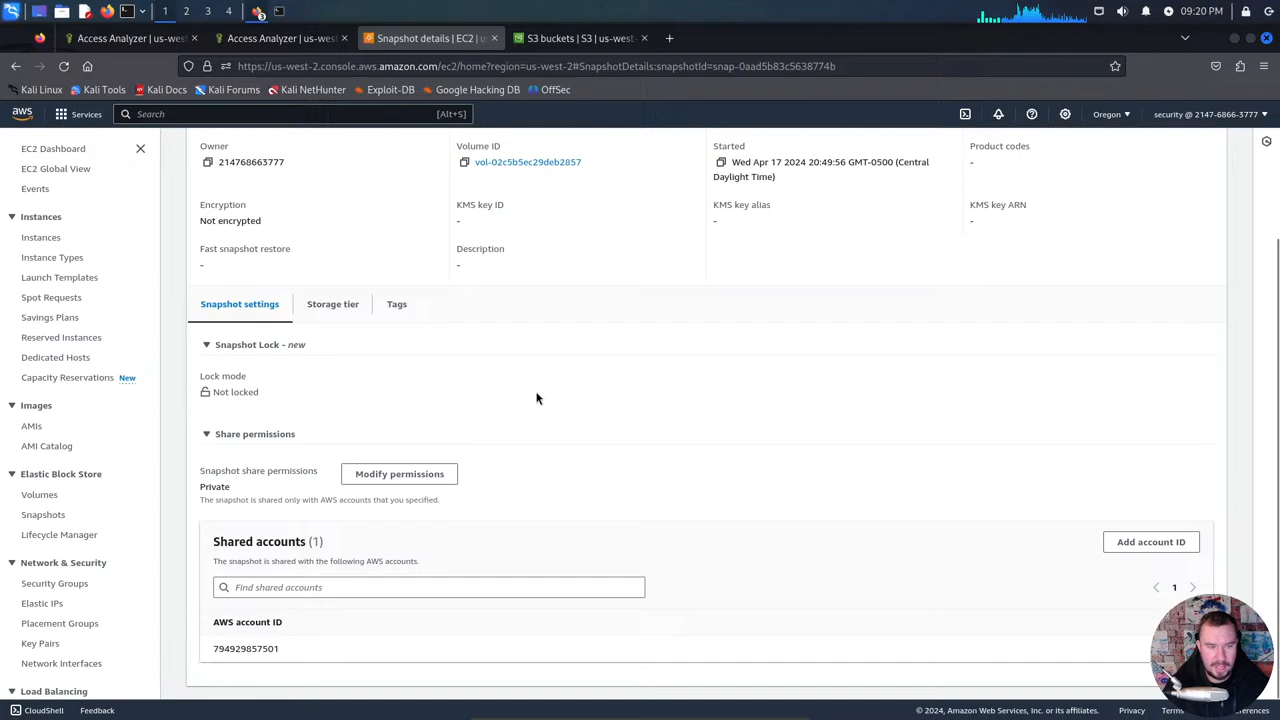 1 2 3 4
09:20 PM
Access Analyzer | us-west
Access Analyzer | us-west
Snapshot details | EC2 | us
S3 buckets | S3 | us-west-
https://us-west-2.console.aws.amazon.com/ec2/home?region=us-west-2#SnapshotDetails:snapshotId=snap-0aad5b83c5638774b
Kali Linux Kali Tools Kali Docs Kali Forums Kali NetHunter Exploit-DB Google Hacking DB OffSec
aws Services Search [Alt+S] Oregon security @ 2147-6866-3777
EC2 Dashboard
EC2 Global View
Events
Instances
Instances
Instance Types
Launch Templates
Spot Requests
Savings Plans
Reserved Instances
Dedicated Hosts
Capacity Reservations New
Images
AMIs
AMI Catalog
Elastic Block Store
Volumes
Snapshots
Lifecycle Manager
Network & Security
Security Groups
Elastic IPs
Placement Groups
Key Pairs
Network Interfaces
Load Balancing
Owner
214768663777
Volume ID
vol-02c5b5ec29deb2857
Started
Wed Apr 17 2024 20:49:56 GMT-0500 (Central
Daylight Time)
Product codes
-
Encryption
Not encrypted
KMS key ID
-
KMS key alias
-
KMS key ARN
-
Fast snapshot restore
-
Description
-
Snapshot settings Storage tier Tags
Snapshot Lock - new
Lock mode
Not locked
Share permissions
Snapshot share permissions
Modify permissions
Private
The snapshot is shared only with AWS accounts that you specified.
Shared accounts (1)
Add account ID
The snapshot is shared with the following AWS accounts.
Find shared accounts
1
AWS account ID
794929857501
CloudShell Feedback
© 2024, Amazon Web Services, Inc. or its affiliates. Privacy Terms